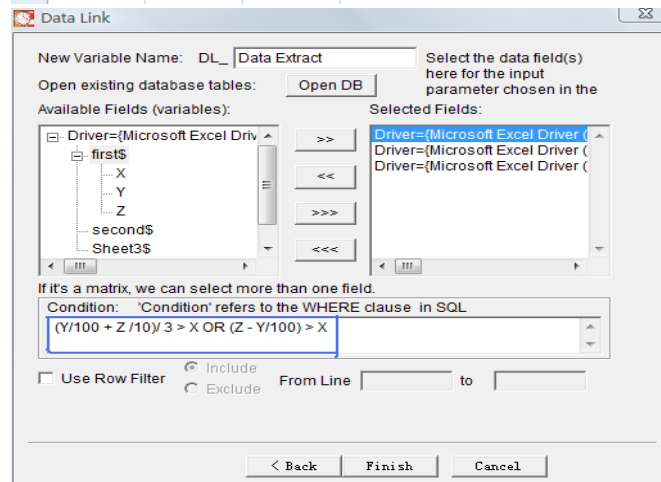 Data Link
New Variable Name: DL_ Data Extract
Select the data field(s)
here for the input
parameter chosen in the
Open existing database tables: Open DB
Available Fields (variables):
Selected Fields:
Driver={Microsoft Excel Driv
first$
X
Y
Z
second$
Sheet3$
>>
<<
>>>
<<<
Driver={Microsoft Excel Driver (
Driver={Microsoft Excel Driver (
Driver={Microsoft Excel Driver (
If it's a matrix, we can select more than one field.
Condition: 'Condition' refers to the WHERE clause in SQL
(Y/100 + Z /10)/ 3 > X OR (Z - Y/100) > X
Use Row Filter
Include
Exclude
From Line to
< Back Finish Cancel